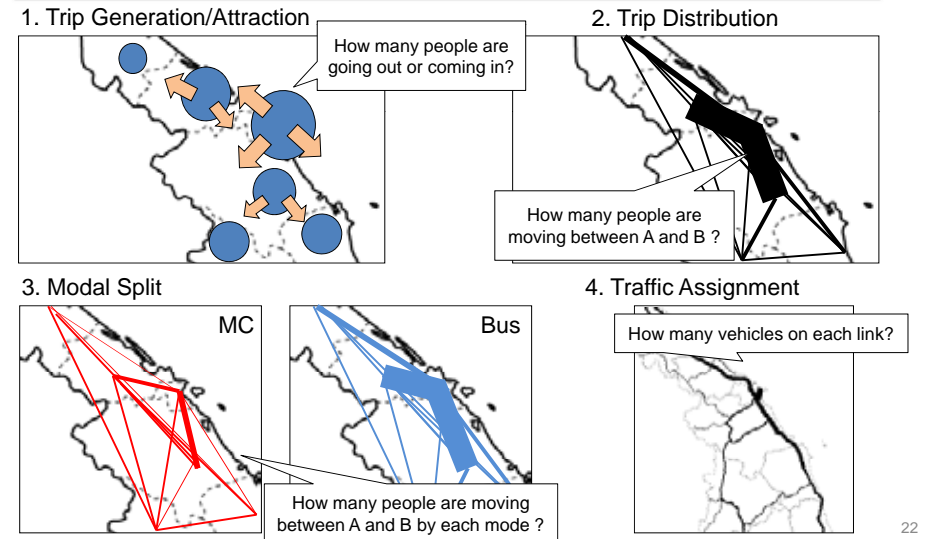 1. Trip Generation/Attraction
How many people are
going out or coming in?
2. Trip Distribution
How many people are
moving between A and B ?
3. Modal Split
MC
Bus
How many people are moving
between A and B by each mode ?
4. Traffic Assignment
How many vehicles on each link?
22